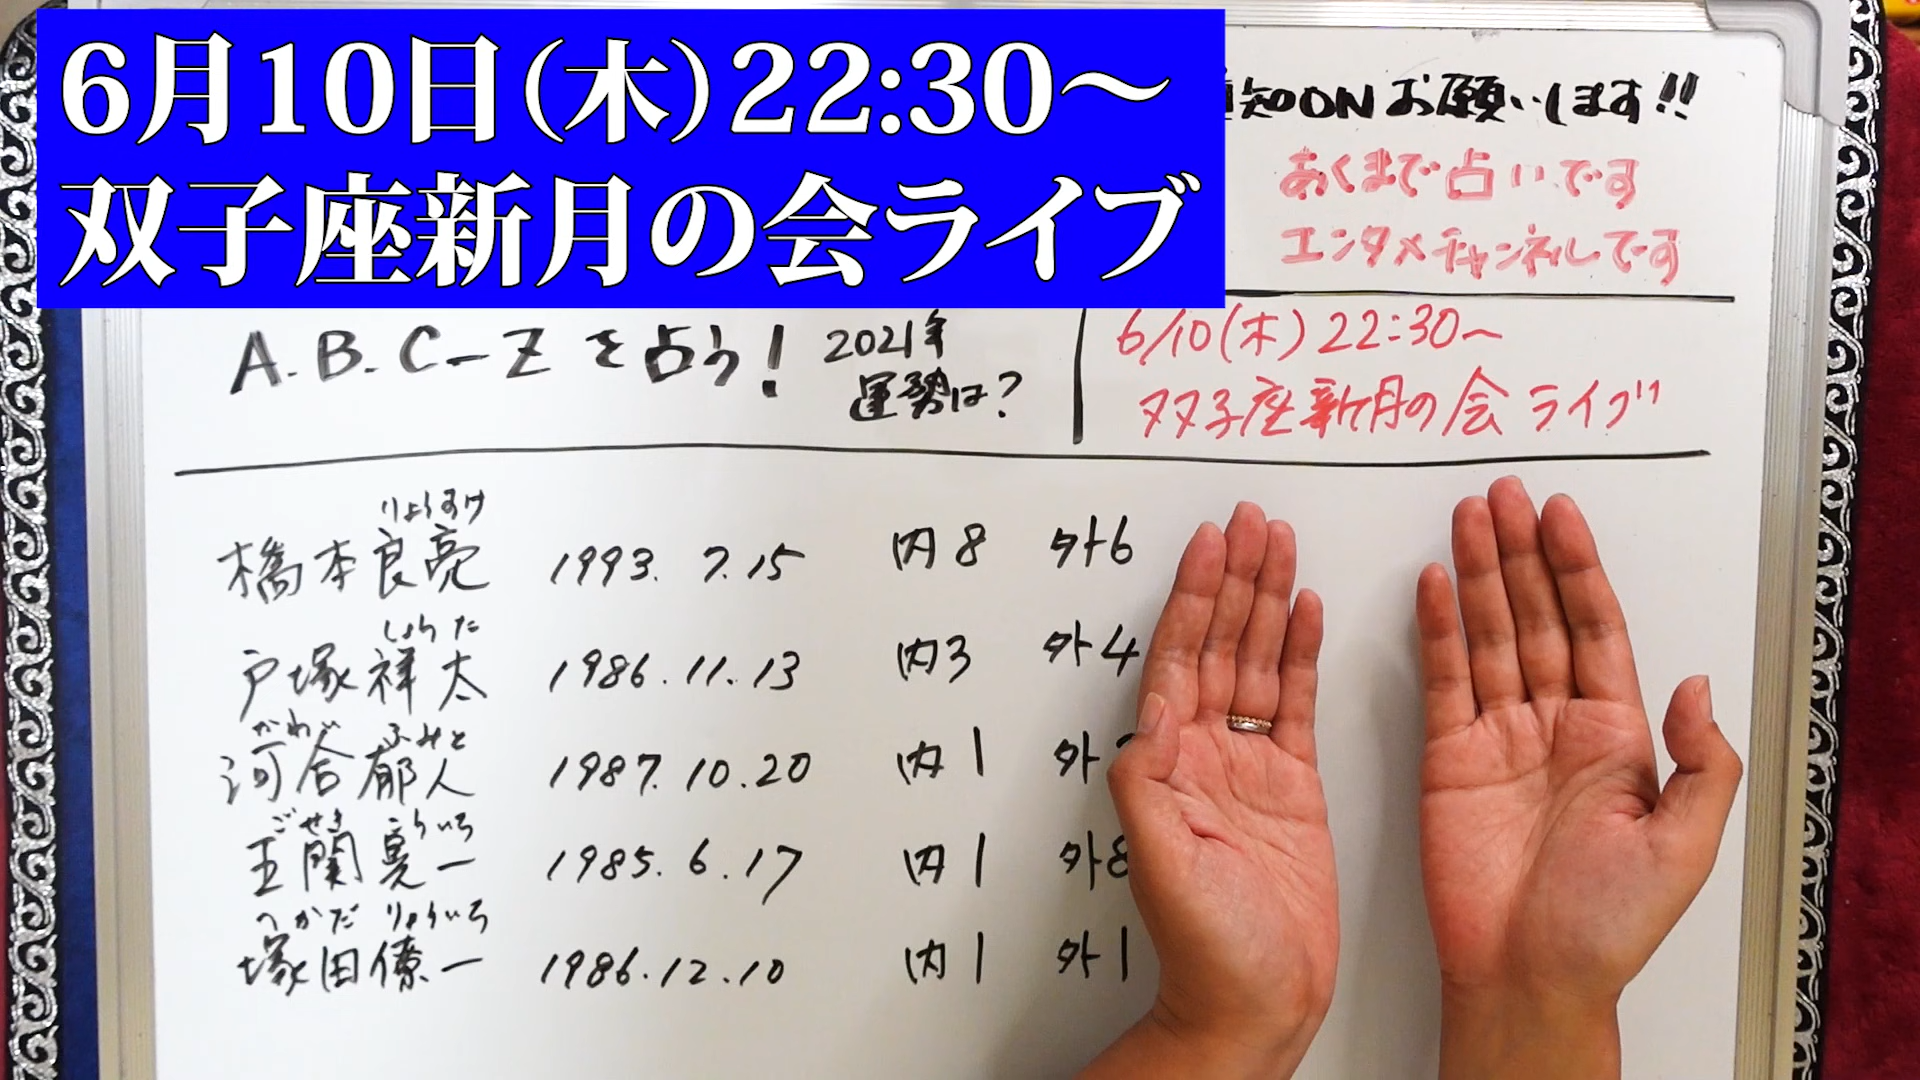 6月10日(木)22:30〜
双子座新月の会ライブ
知ONお願いします!!
あくまで占いです
エンタメチャンネルです
A.B.C-Zを占う! 2021年
運勢は?
6/10(木)22:30〜
双子座新月の会ライブ
りょうすけ
橋本良亮 1993.7.15 内8 外6
しょうた
戸塚祥太 1986.11.13 内3 外4
かわい ふみと
河合郁人 1987.10.20 内1 外
ごせき こういち
五関晃一 1985.6.17 内1 外8
つかだ りょういち
塚田僚一 1986.12.10 内1 外1